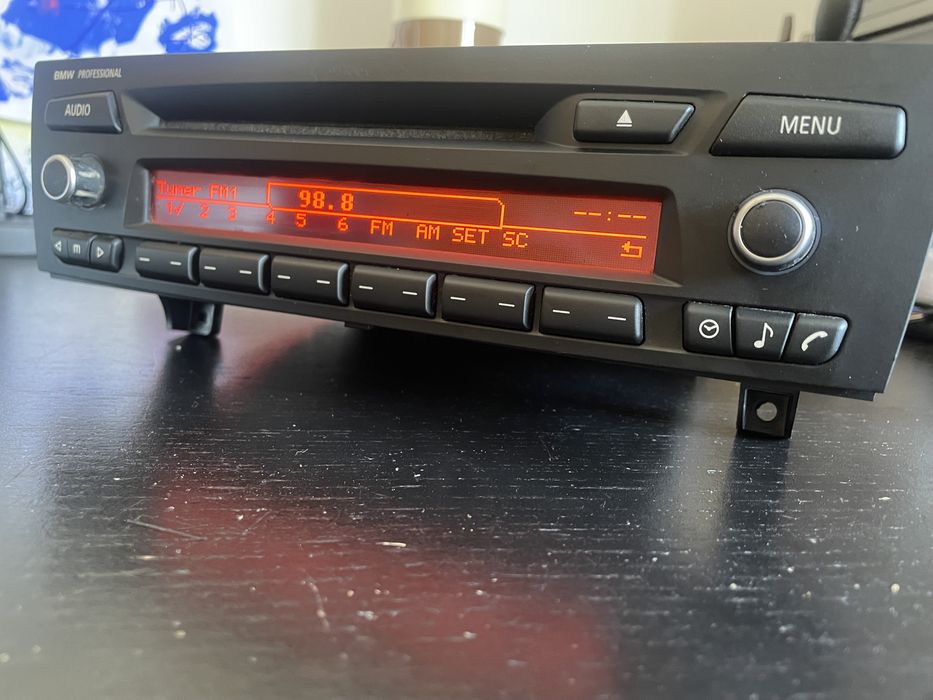 BMW PROFESSIONAL
AUDIO
MENU
Tuner FM1
98.8
--:--
1/ 2 3 4 5 6 FM AM SET SC
m